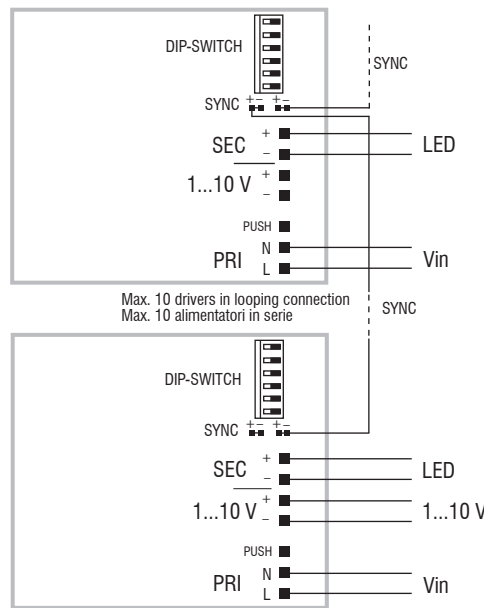 DIP-SWITCH
SYNC
SYNC + - + -
SEC + - LED
1...10 V + -
PUSH
PRI N L Vin
Max. 10 drivers in looping connection
Max. 10 alimentatori in serie
SYNC
DIP-SWITCH
SYNC + - + -
SEC + - LED
1...10 V + - 1...10 V
PUSH
PRI N L Vin